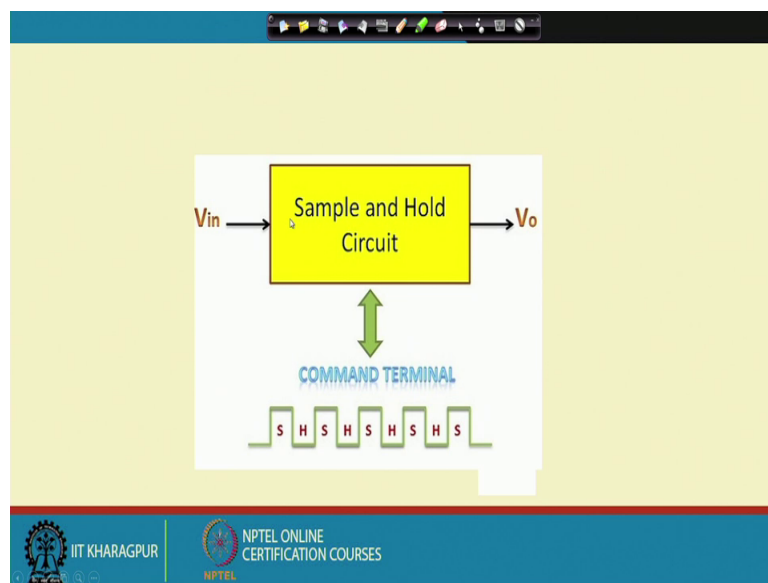 Vin
Sample and Hold
Circuit
Vo
COMMAND TERMINAL
S H S H S H S H S
IIT KHARAGPUR
NPTEL
NPTEL ONLINE
CERTIFICATION COURSES